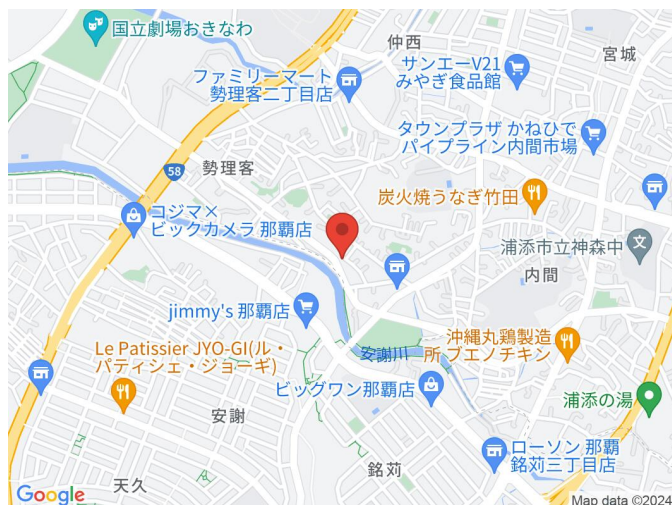 国立劇場おきなわ
仲西
宮城
サンエーV21
みやぎ食品館
ファミリーマート
勢理客二丁目店
タウンプラザ かねひで
パイプライン内間市場
勢理客
58
炭火焼うなぎ竹田
コジマ×
ビックカメラ 那覇店
浦添市立神森中
文
内間
jimmy's 那覇店
沖縄丸鶏製造
所 ブエノチキン
安謝川
Le Patissier JYO-GI(ル・
パティシェ・ジョーギ)
ビッグワン那覇店
浦添の湯
安謝
ローソン 那覇
銘苅三丁目店
銘苅
天久
Google
Map data ©2024